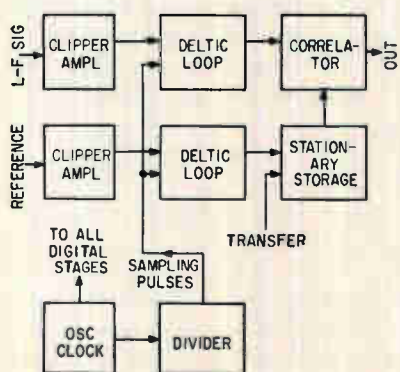 L-F SIG
CLIPPER
AMPL
DELTIC
LOOP
CORRELA-
TOR
OUT
REFERENCE
CLIPPER
AMPL
DELTIC
LOOP
STATION-
ARY
STORAGE
TO ALL
DIGITAL
STAGES
SAMPLING
PULSES
TRANSFER
OSC
CLOCK
DIVIDER